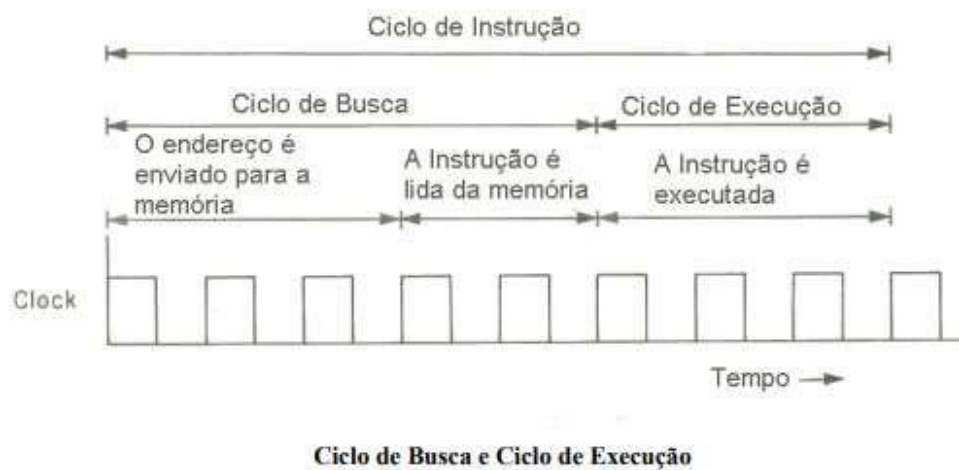 Ciclo de Instrução
Ciclo de Busca
Ciclo de Execução
O endereço é
enviado para a
memória
A Instrução é
lida da memória
A Instrução é
executada
Clock
Tempo
Ciclo de Busca e Ciclo de Execução